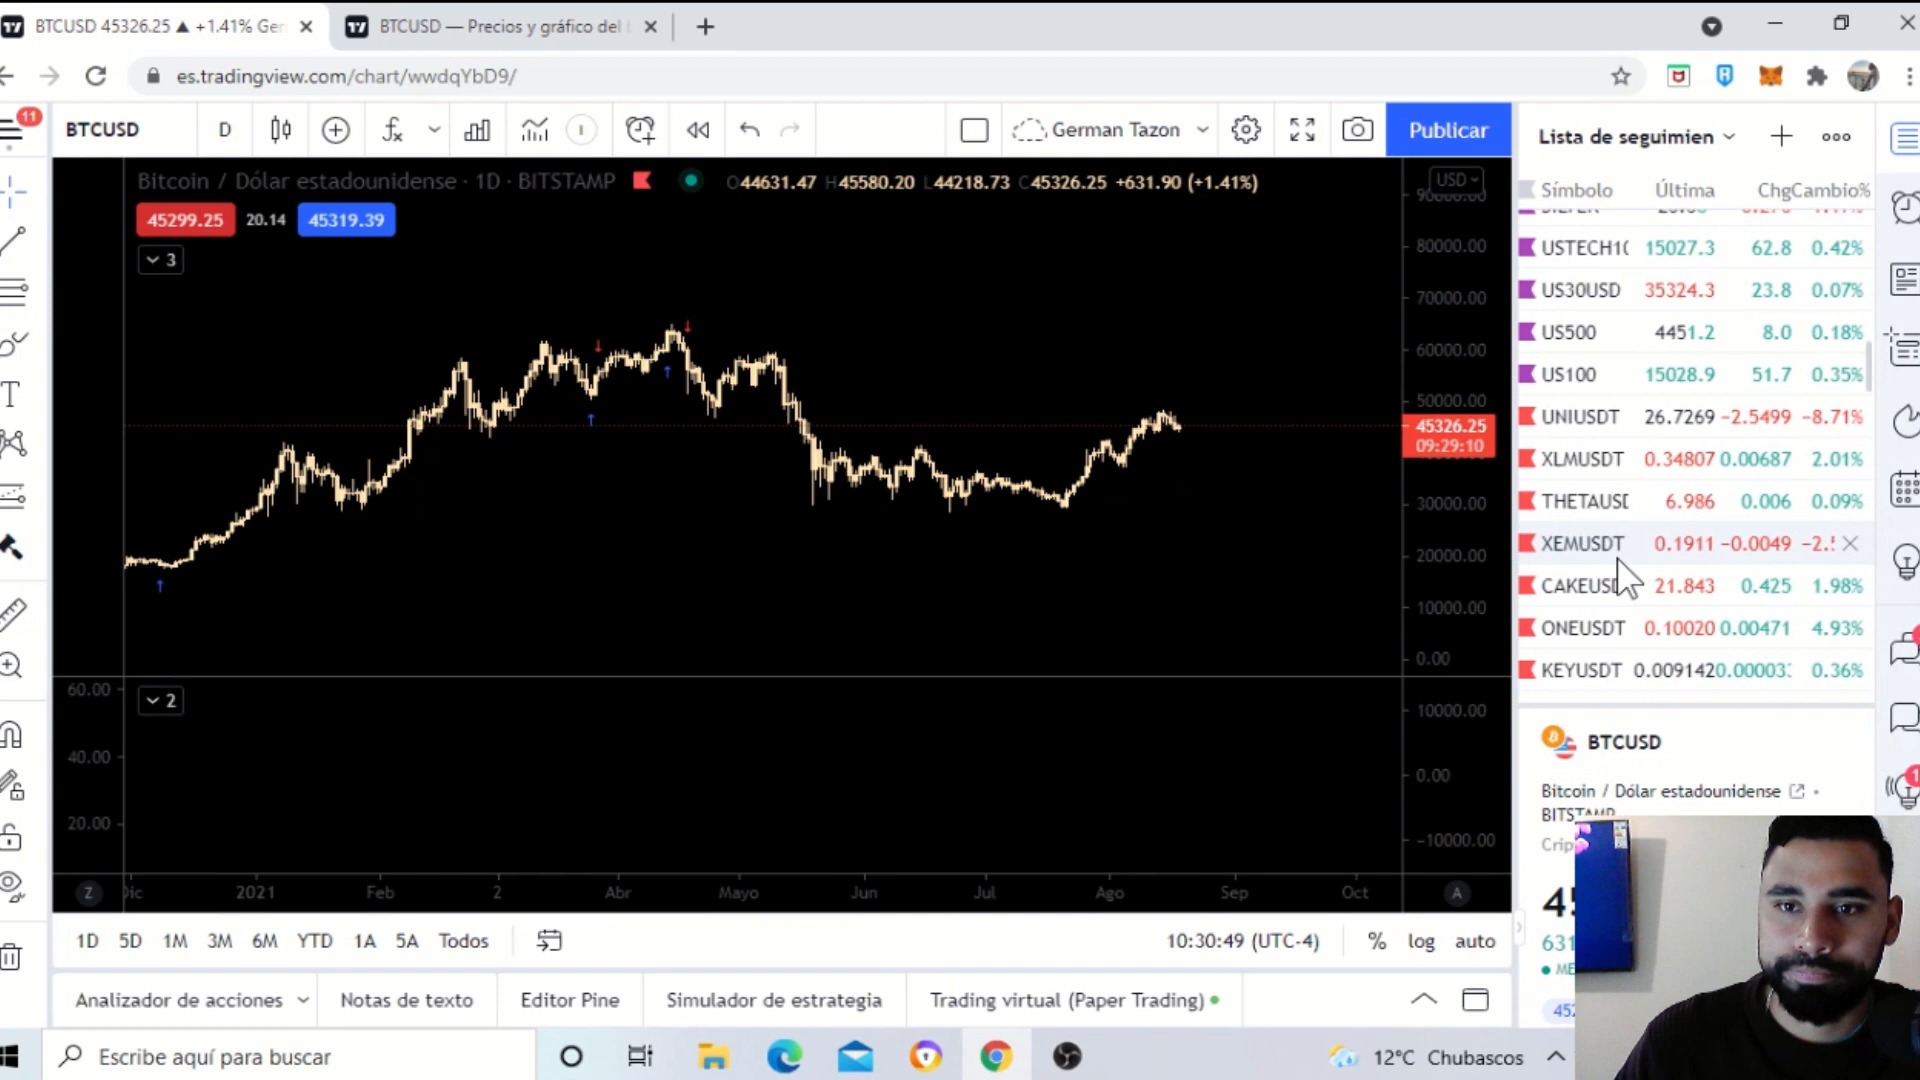 BTCUSD 45326.25 ▲ +1.41% Ger
BTCUSD — Precios y gráfico del
es.tradingview.com/chart/wwdqYbD9/
11
BTCUSD
D
German Tazon
Publicar
Lista de seguimien
Bitcoin / Dólar estadounidense · 1D · BITSTAMP
O44631.47 H45580.20 L44218.73 C45326.25 +631.90 (+1.41%)
USD
45299.25 20.14 45319.39
3
Símbolo Última Chg Cambio%
USTECH10 15027.3 62.8 0.42%
US30USD 35324.3 23.8 0.07%
US500 4451.2 8.0 0.18%
US100 15028.9 51.7 0.35%
UNIUSDT 26.7269 −2.5499 −8.71%
XLMUSDT 0.34807 0.00687 2.01%
THETAUSD 6.986 0.006 0.09%
XEMUSDT 0.1911 −0.0049
CAKEUSD 21.843 0.425 1.98%
ONEUSDT 0.10020 0.00471 4.93%
KEYUSDT 0.009142 0.36%
80000.00
70000.00
60000.00
50000.00
45326.25
09:29:10
30000.00
20000.00
10000.00
0.00
60.00
40.00
20.00
2
10000.00
0.00
−10000.00
Z
Dic 2021 Feb 2 Abr Mayo Jun Jul Ago Sep Oct
A
BTCUSD
Bitcoin / Dólar estadounidense
BITSTAMP
1D 5D 1M 3M 6M YTD 1A 5A Todos
10:30:49 (UTC-4) % log auto
Analizador de acciones Notas de texto Editor Pine Simulador de estrategia Trading virtual (Paper Trading)
Escribe aquí para buscar
12°C Chubascos